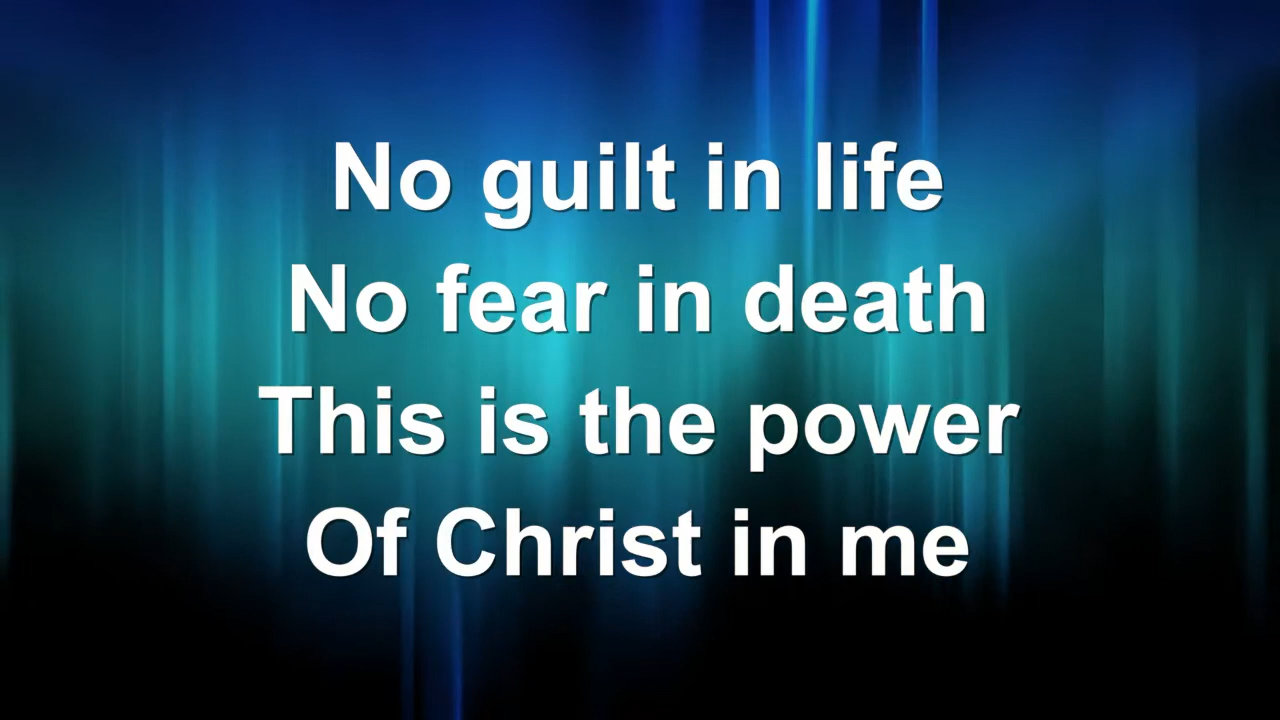 No guilt in life
No fear in death
This is the power
Of Christ in me